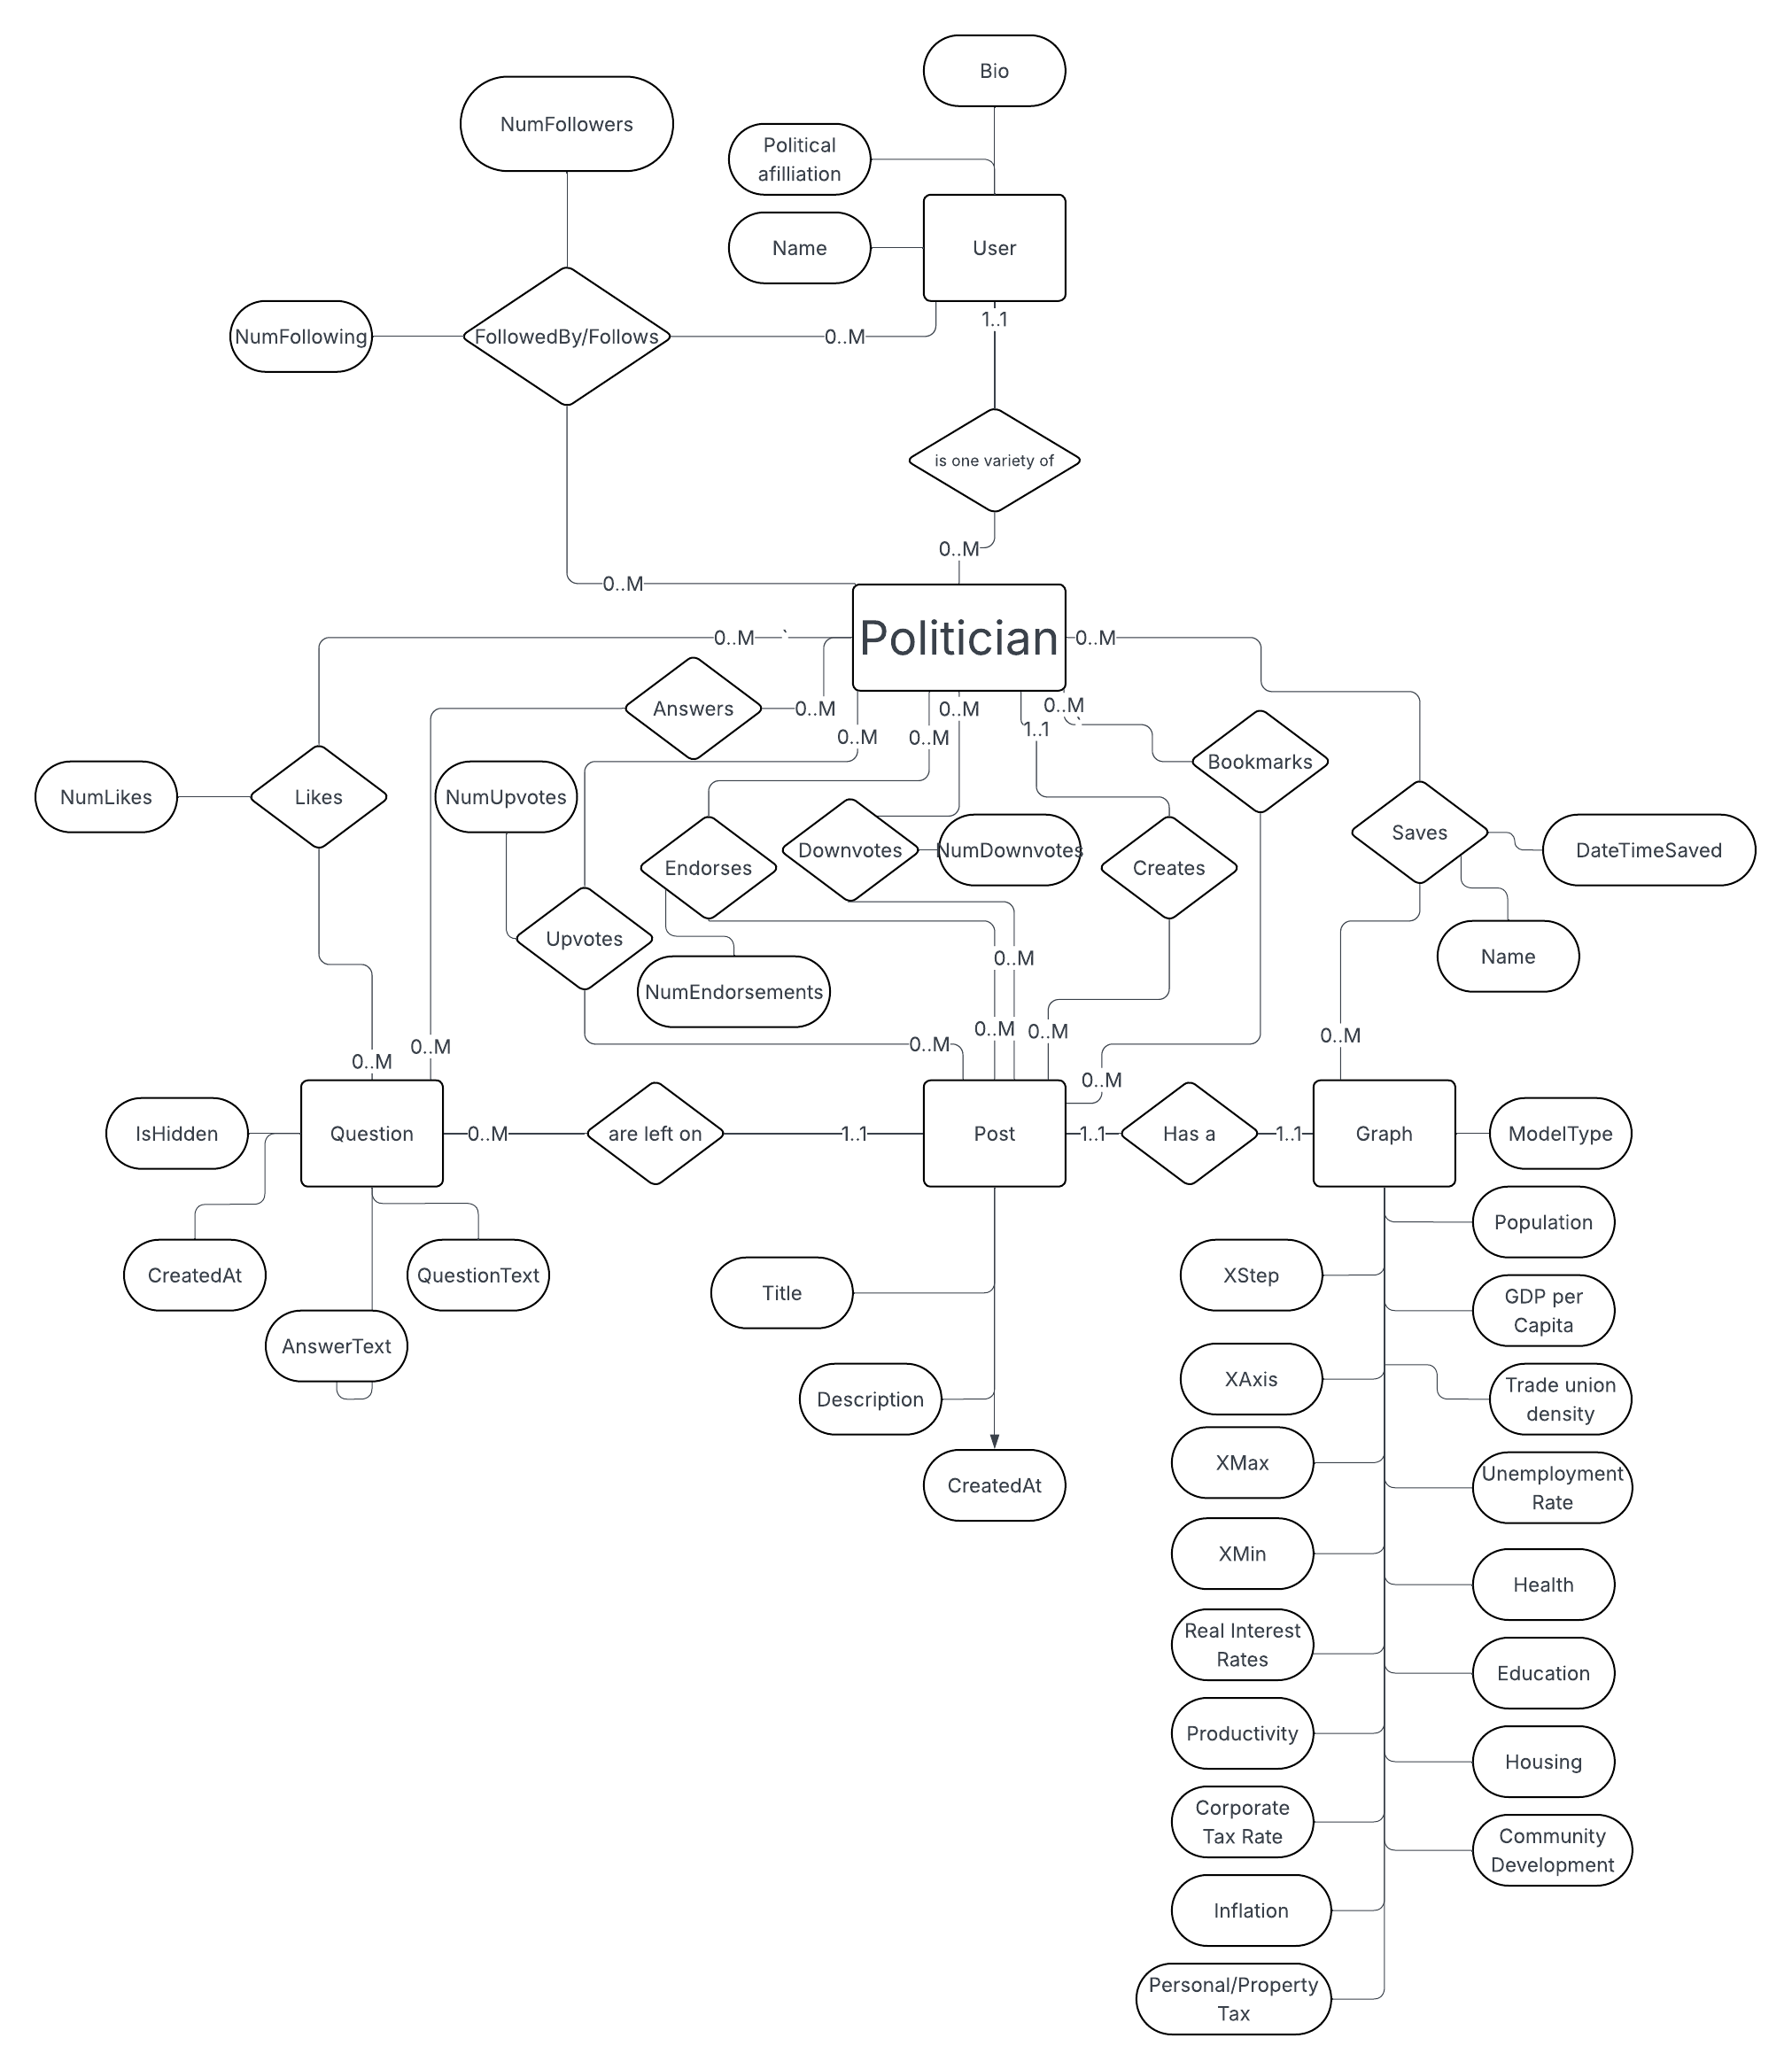 Bio
NumFollowers
Political
afilliation
Name
User
1..1
NumFollowing
FollowedBy/Follows
0..M
is one variety of
0..M
0..M
Politician
0..M
`
0..M
Answers
0..M
0..M
0..M
0..M
1..1
0..M
`
Bookmarks
NumLikes
Likes
NumUpvotes
Endorses
Downvotes
NumDownvotes
Creates
Saves
DateTimeSaved
Upvotes
NumEndorsements
0..M
Name
0..M
0..M
0..M
0..M
0..M
0..M
0..M
IsHidden
Question
0..M
are left on
1..1
Post
1..1
Has a
1..1
Graph
ModelType
Population
CreatedAt
QuestionText
Title
XStep
GDP per
Capita
AnswerText
Description
XAxis
Trade union
density
CreatedAt
XMax
Unemployment
Rate
XMin
Health
Real Interest
Rates
Education
Productivity
Housing
Corporate
Tax Rate
Community
Development
Inflation
Personal/Property
Tax